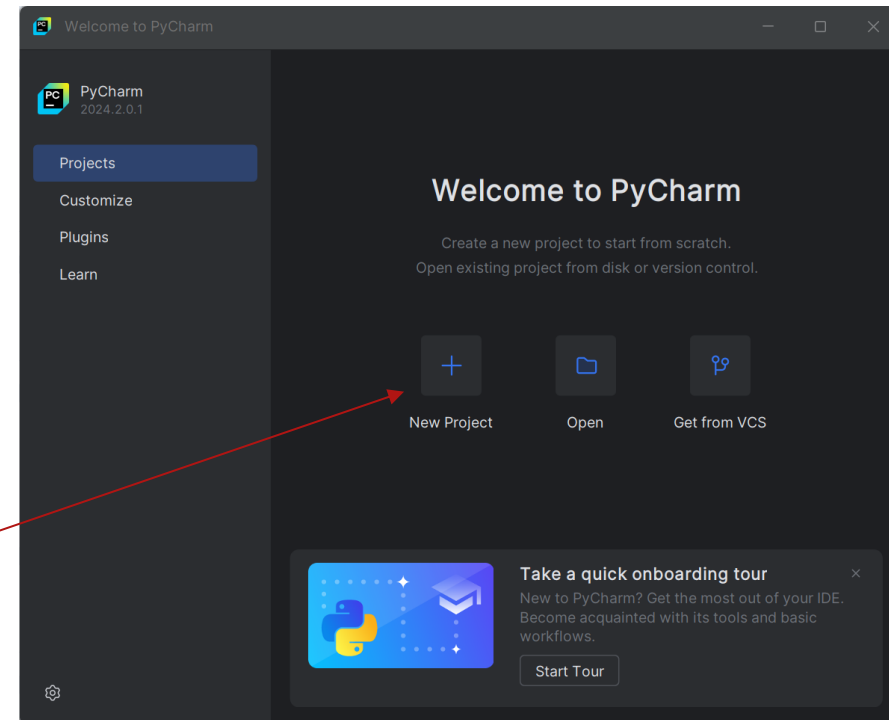 Welcome to PyCharm
PC
PyCharm
2024.2.0.1
Projects
Customize
Plugins
Learn
Welcome to PyCharm
Create a new project to start from scratch.
Open existing project from disk or version control.
New Project
Open
Get from VCS
Take a quick onboarding tour
New to PyCharm? Get the most out of your IDE.
Become acquainted with its tools and basic
workflows.
Start Tour